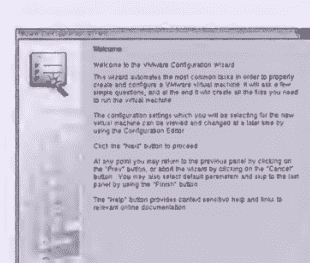 Welcome
Welcome to the VMware Configuration Wizard
This wizard automates the most common tasks in order to properly
create and configure a VMware virtual machine. It will ask a few
simple questions, and at the end it will create all the files you need
to run the virtual machine
The configuration settings which you will be selecting for the new
virtual machine can be viewed and changed at a later time by
using the Configuration Editor
Click the "Next" button to proceed
At any point you may return to the previous panel by clicking on
the "Prev" button, or abort the wizard by clicking on the "Cancel"
button. You may also select default parameters and skip to the last
panel by using the "Finish" button
The "Help" button provides context sensitive help and links to
relevant online documentation